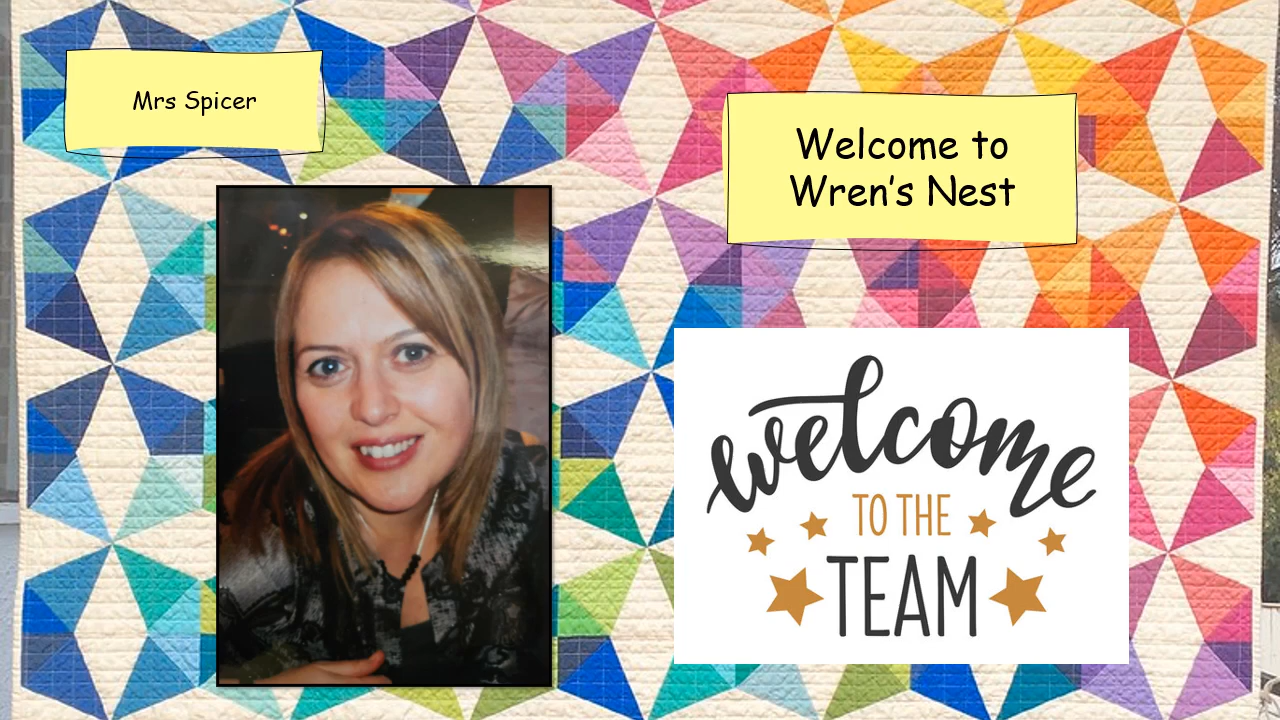 Mrs Spicer
Welcome to
Wren's Nest
welcome
TO THE
TEAM